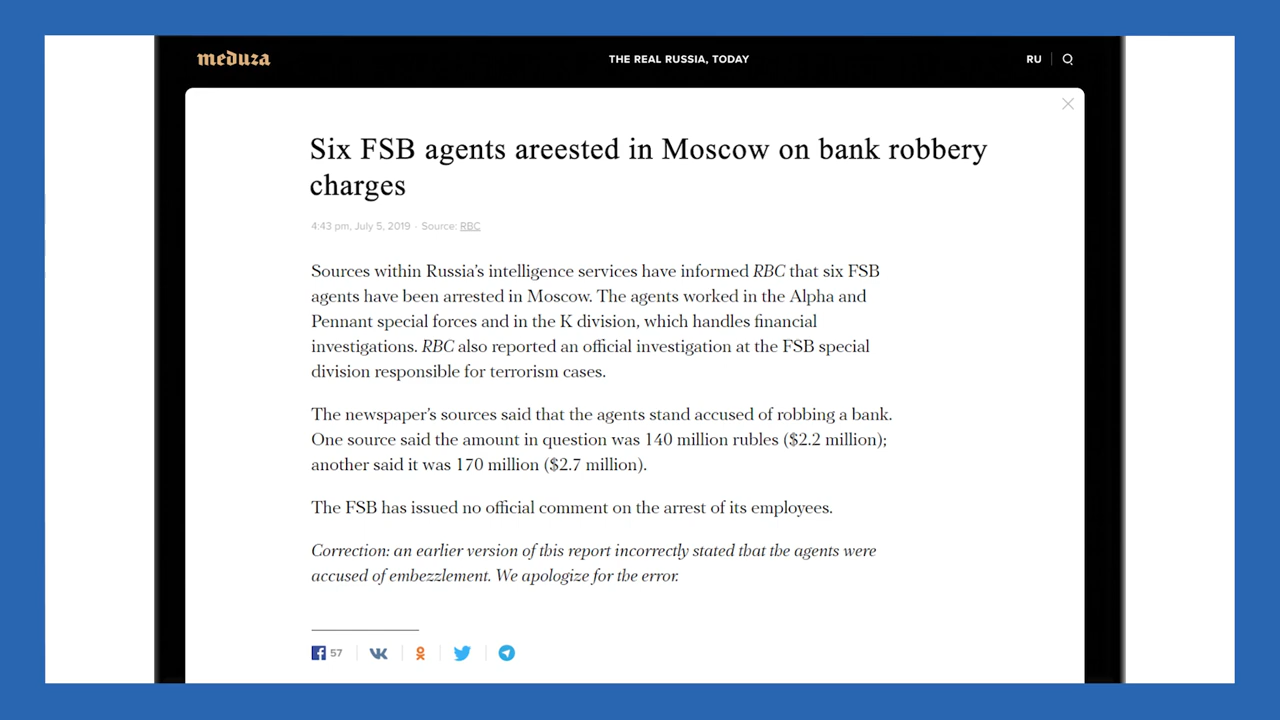 meduza
THE REAL RUSSIA, TODAY
RU
Six FSB agents areested in Moscow on bank robbery
charges
4:43 pm, July 5, 2019 · Source: RBC
Sources within Russia's intelligence services have informed RBC that six FSB
agents have been arrested in Moscow. The agents worked in the Alpha and
Pennant special forces and in the K division, which handles financial
investigations. RBC also reported an official investigation at the FSB special
division responsible for terrorism cases.
The newspaper's sources said that the agents stand accused of robbing a bank.
One source said the amount in question was 140 million rubles ($2.2 million);
another said it was 170 million ($2.7 million).
The FSB has issued no official comment on the arrest of its employees.
Correction: an earlier version of this report incorrectly stated that the agents were
accused of embezzlement. We apologize for the error.
57